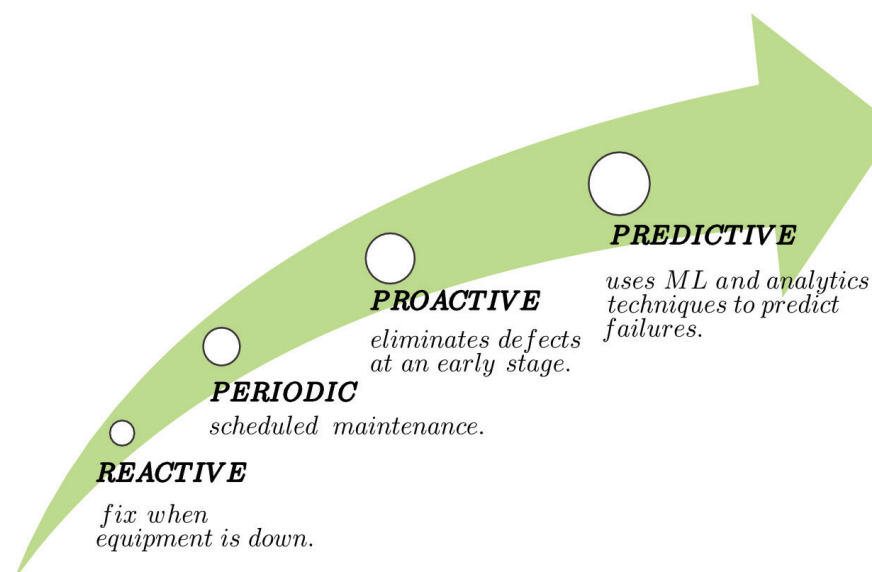 PREDICTIVE
uses ML and analytics
techniques to predict
failures.
PROACTIVE
eliminates defects
at an early stage.
PERIODIC
scheduled maintenance.
REACTIVE
fix when
equipment is down.